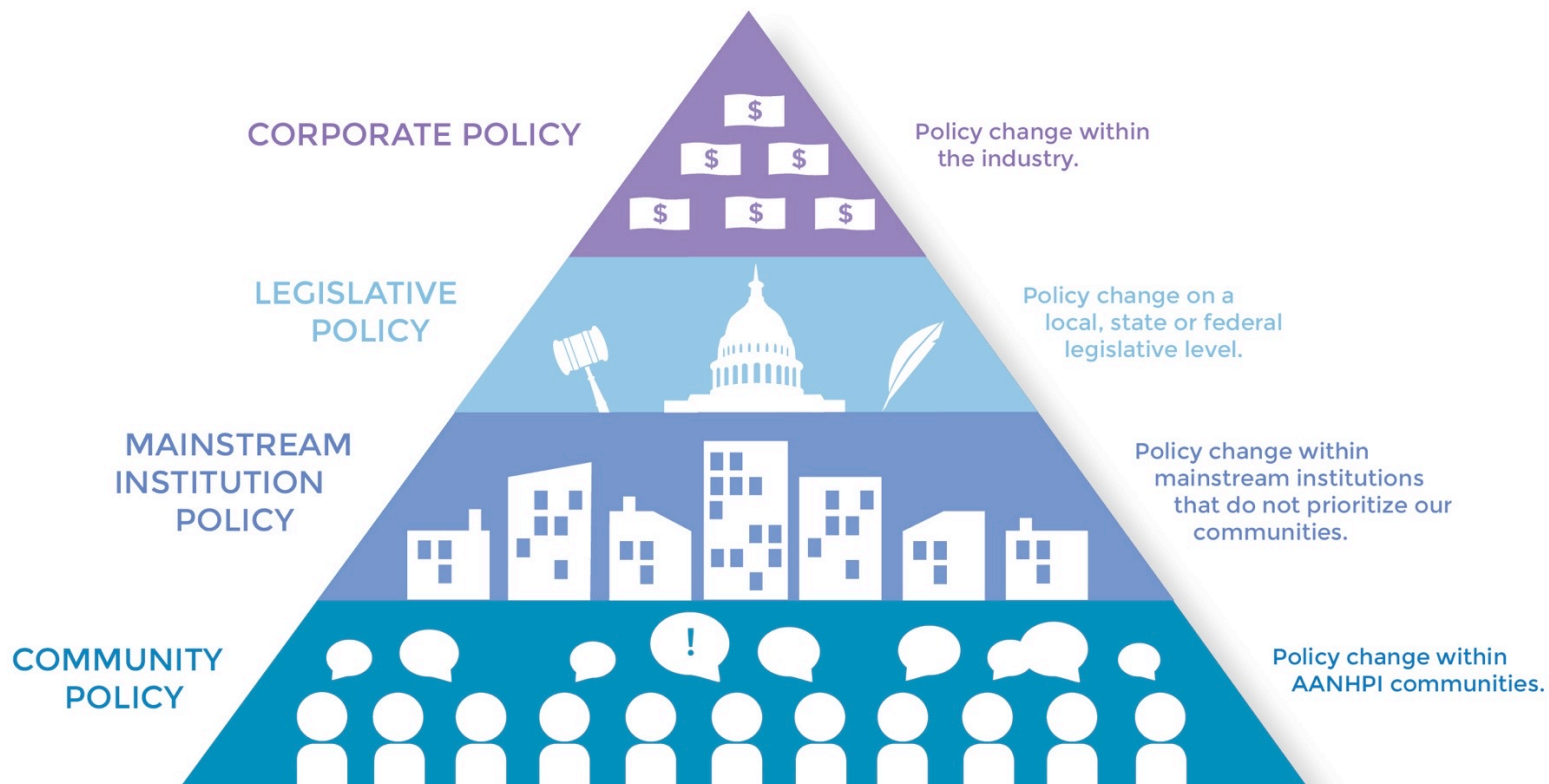 $
$ $
$ $ $
CORPORATE POLICY
Policy change within
the industry.
LEGISLATIVE
POLICY
Policy change on a
local, state or federal
legislative level.
MAINSTREAM
INSTITUTION
POLICY
Policy change within
mainstream institutions
that do not prioritize our
communities.
!
COMMUNITY
POLICY
Policy change within
AANHPI communities.